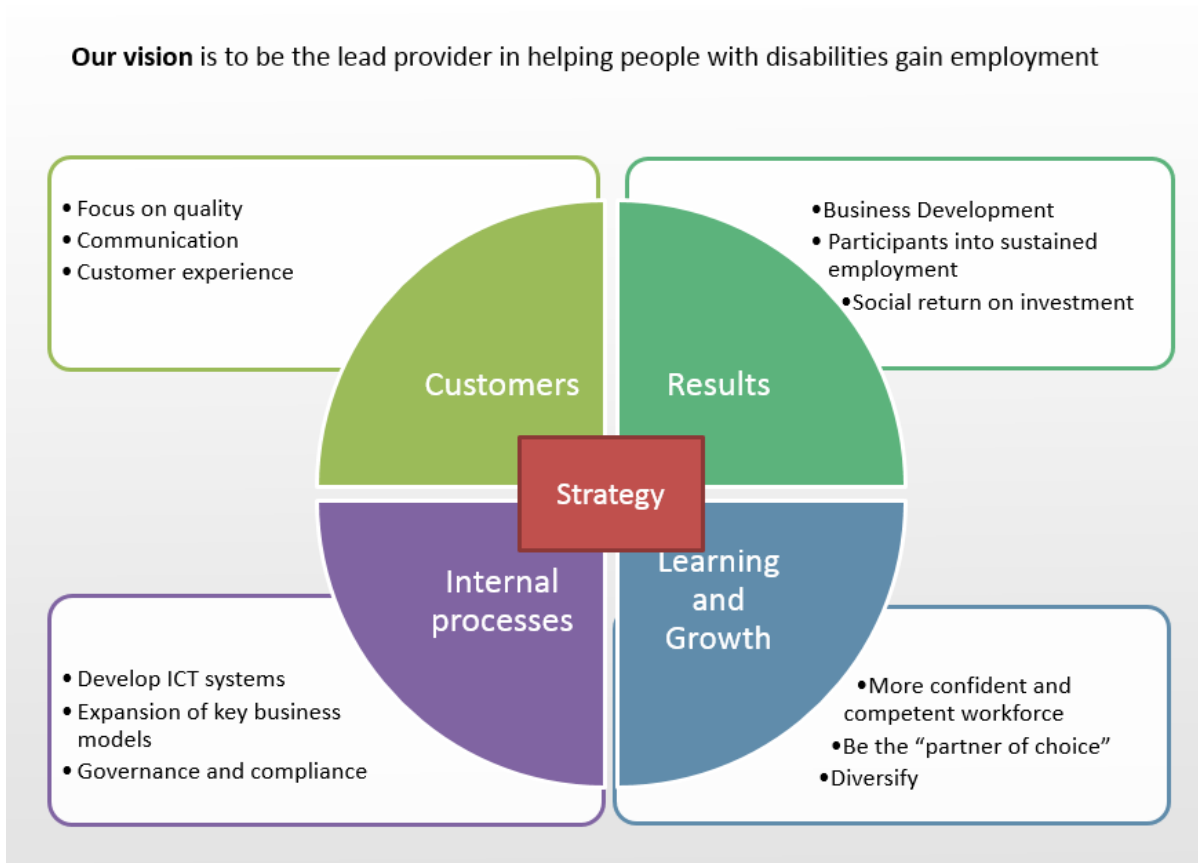 Our vision is to be the lead provider in helping people with disabilities gain employment
• Focus on quality
• Communication
• Customer experience
•Business Development
• Participants into sustained
employment
•Social return on investment
Customers
Results
Strategy
Internal
processes
Learning
and
Growth
• Develop ICT systems
• Expansion of key business
models
• Governance and compliance
•More confident and
competent workforce
•Be the “partner of choice”
•Diversify